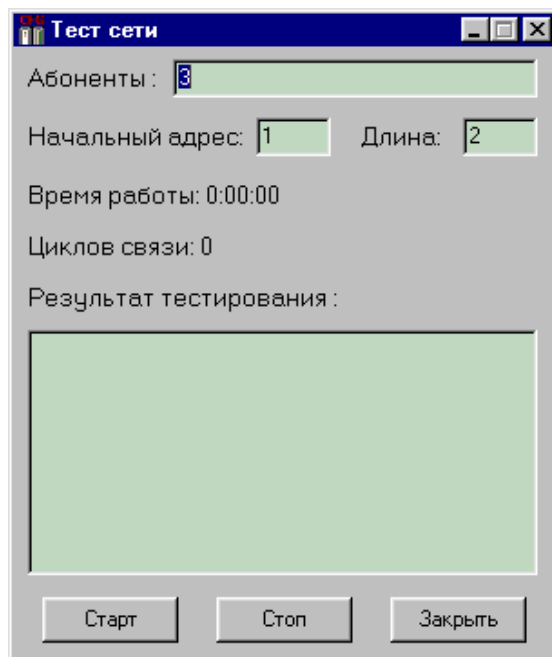 Тест сети
Абоненты : 3
Начальный адрес: 1 Длина: 2
Время работы: 0:00:00
Циклов связи: 0
Результат тестирования :
Старт Стоп Закрыть